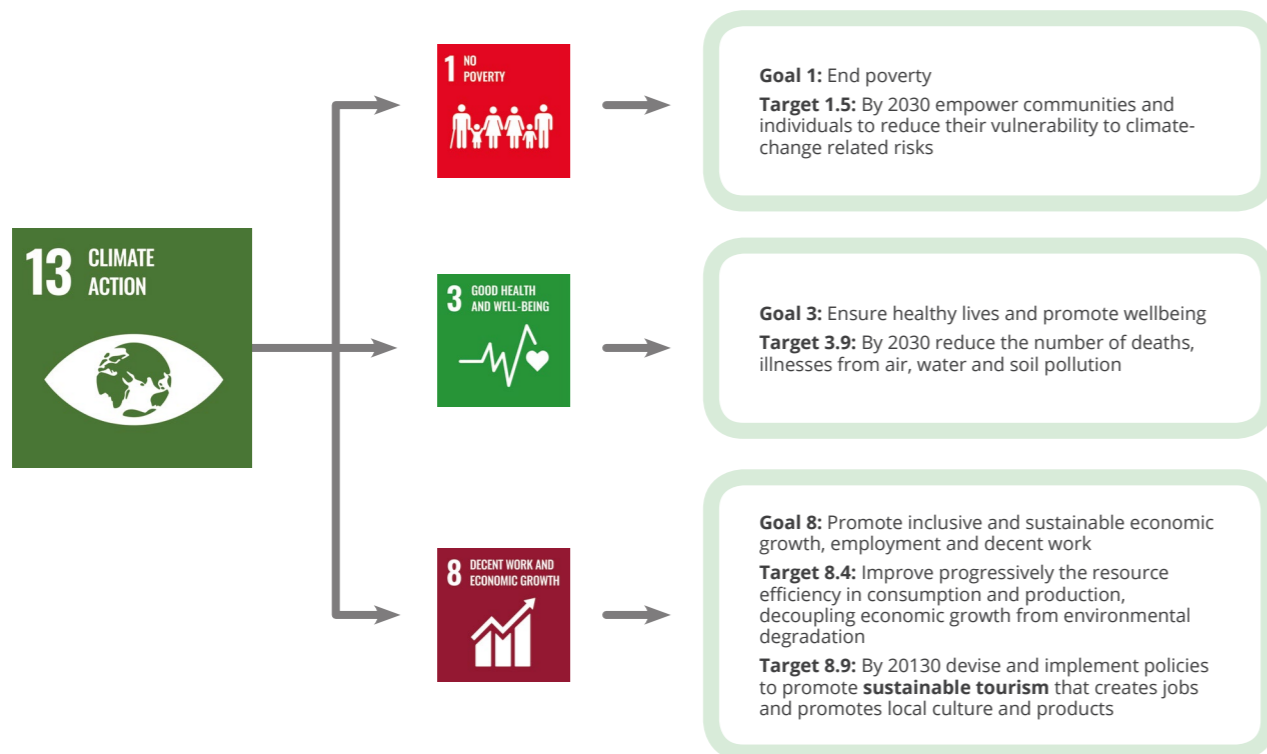 13 CLIMATE
ACTION
1 NO
POVERTY
Goal 1: End poverty
Target 1.5: By 2030 empower communities and
individuals to reduce their vulnerability to climate-
change related risks
3 GOOD HEALTH
AND WELL-BEING
Goal 3: Ensure healthy lives and promote wellbeing
Target 3.9: By 2030 reduce the number of deaths,
illnesses from air, water and soil pollution
8 DECENT WORK AND
ECONOMIC GROWTH
Goal 8: Promote inclusive and sustainable economic
growth, employment and decent work
Target 8.4: Improve progressively the resource
efficiency in consumption and production,
decoupling economic growth from environmental
degradation
Target 8.9: By 20130 devise and implement policies
to promote sustainable tourism that creates jobs
and promotes local culture and products